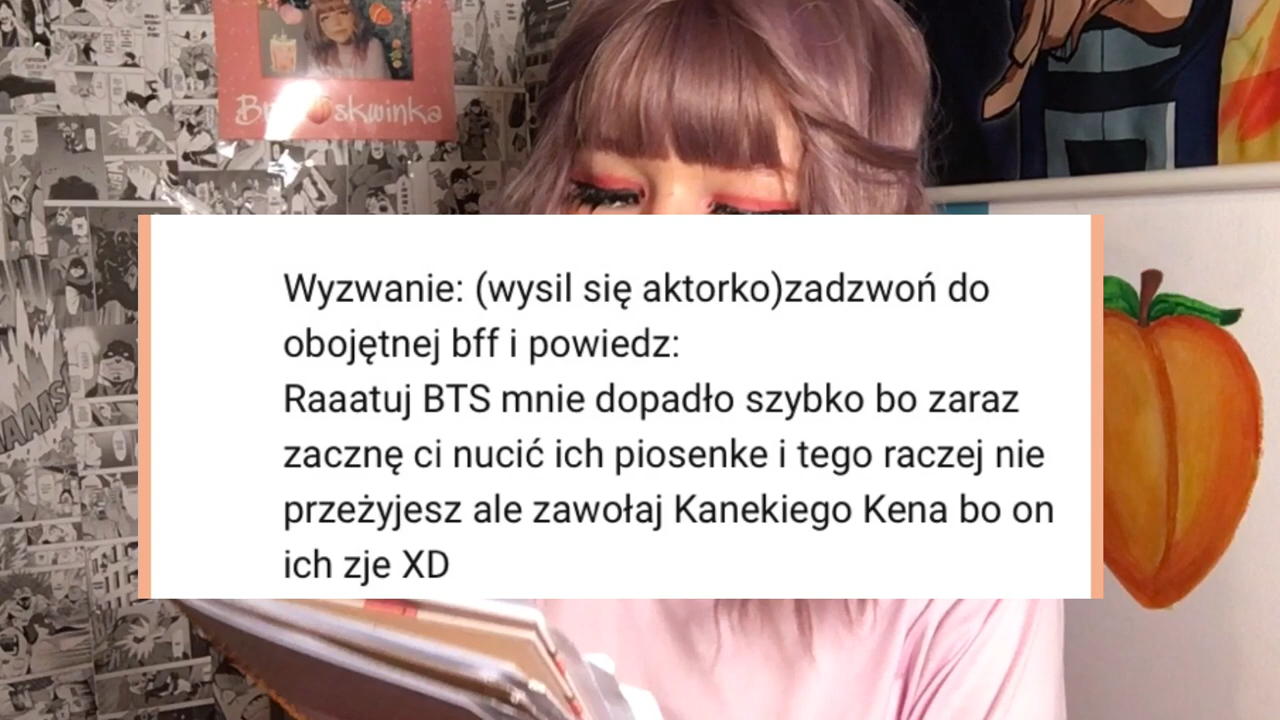 skwinka
Wyzwanie: (wysil się aktorko)zadzwoń do
obojętnej bff i powiedz:
Raaatuj BTS mnie dopadło szybko bo zaraz
zacznę ci nucić ich piosenke i tego raczej nie
przeżyjesz ale zawołaj Kanekiego Kena bo on
ich zje XD